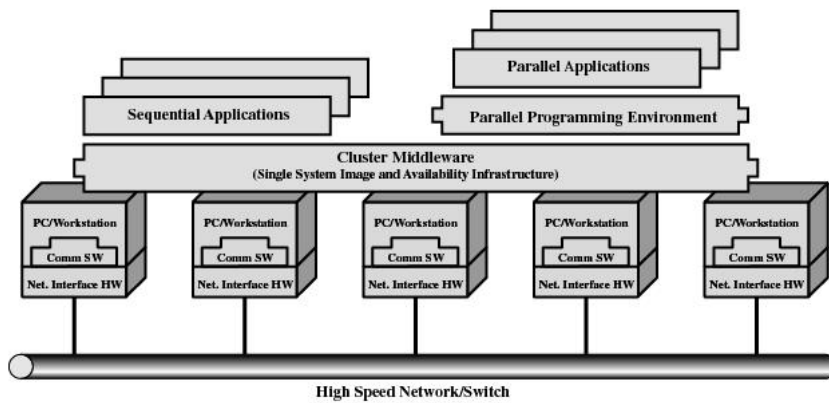 Parallel Applications
Sequential Applications
Parallel Programming Environment
Cluster Middleware
(Single System Image and Availability Infrastructure)
PC/Workstation PC/Workstation PC/Workstation PC/Workstation PC/Workstation
Comm SW Comm SW Comm SW Comm SW Comm SW
Net. Interface HW Net. Interface HW Net. Interface HW Net. Interface HW Net. Interface HW
High Speed Network/Switch